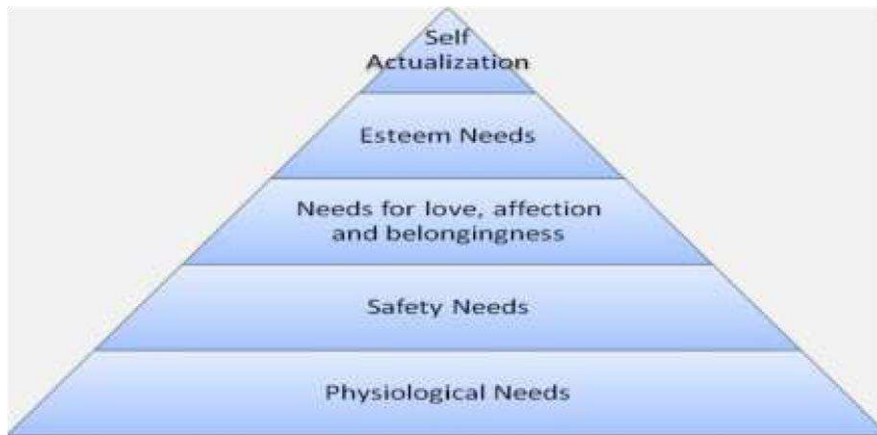 Self
Actualization
Esteem Needs
Needs for love, affection
and belongingness
Safety Needs
Physiological Needs